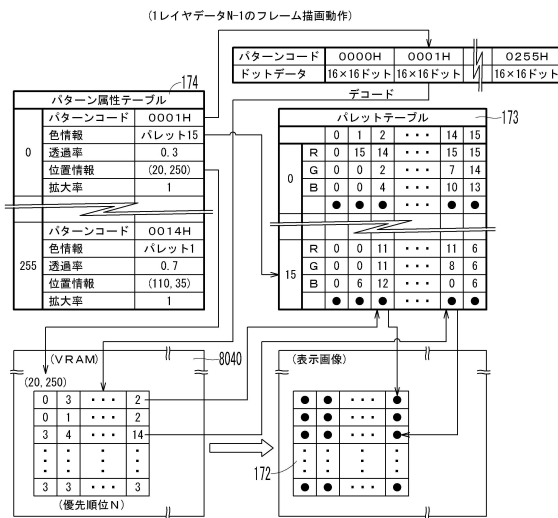 (1レイヤデータN-1のフレーム描画動作)
パターンコード 0000H 0001H 0255H
ドットデータ 16×16ドット 16×16ドット 16×16ドット
デコード
174
パターン属性テーブル
0
パターンコード 0001H
色情報 パレット15
透過率 0.3
位置情報 (20,250)
拡大率 1
255
パターンコード 0014H
色情報 パレット1
透過率 0.7
位置情報 (110,35)
拡大率 1
173
パレットテーブル
0 1 2 ・・・ 14 15
0
R 0 15 14 ・・・ 15 15
G 0 0 2 ・・・ 7 14
B 0 0 4 ・・・ 10 13
● ● ● ・・・ ● ●
15
R 0 0 11 ・・・ 11 6
G 0 0 11 ・・・ 8 6
B 0 6 12 ・・・ 0 6
● ● ● ・・・ ● ●
(VRAM)
8040
(20,250)
0 3 ・・・ 2
0 1 ・・・ 2
3 4 ・・・ 14
3 3 ・・・ 3
(優先順位N)
(表示画像)
● ● ・・・ ●
● ● ・・・ ●
● ● ・・・ ●
172
● ● ・・・ ●